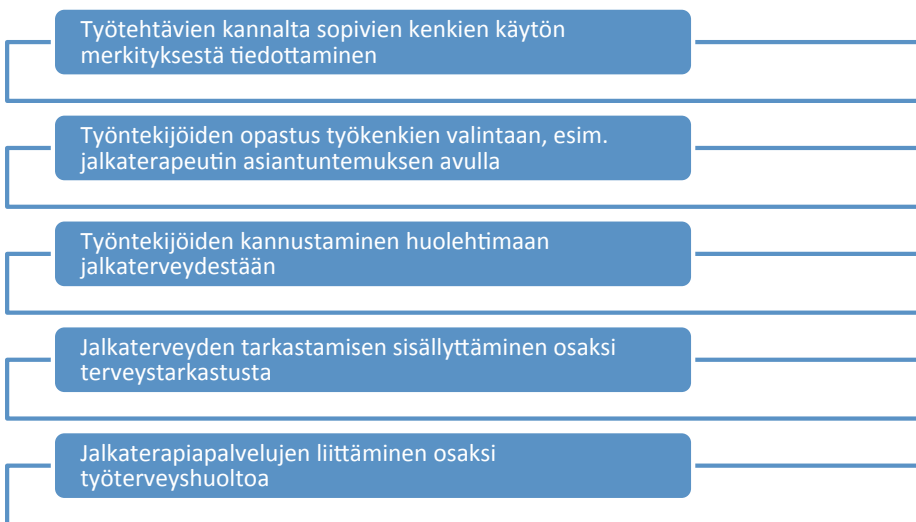 Työtehtävien kannalta sopivien kenkien käytön
merkityksestä tiedottaminen
Työntekijöiden opastus työkenkien valintaan, esim.
jalkaterapeutin asiantuntemuksen avulla
Työntekijöiden kannustaminen huolehtimaan
jalkaterveydestään
Jalkaterveyden tarkastamisen sisällyttäminen osaksi
terveystarkastusta
Jalkaterapiapalvelujen liittäminen osaksi
työterveyshuoltoa